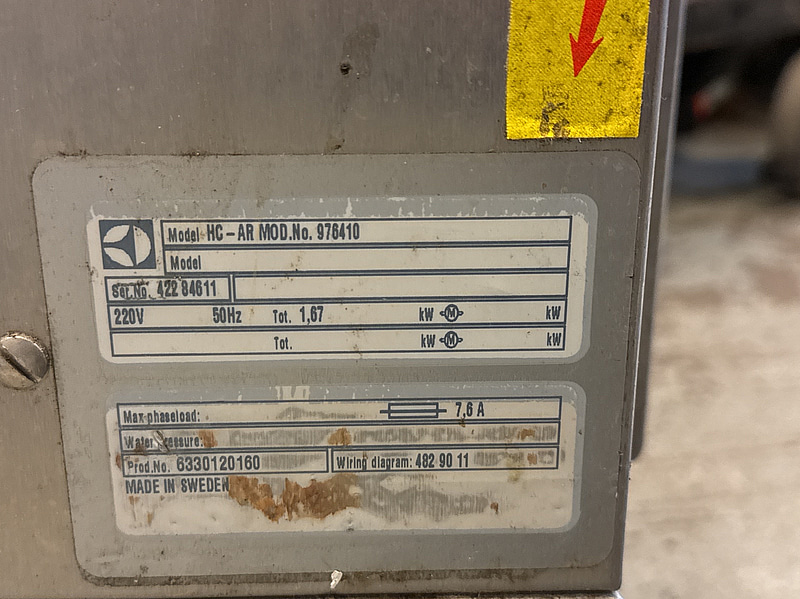 Model HC-AR MOD.No. 976410
Model
Ser.No. 422 84611
220V 50Hz Tot. 1,67 kW M kW
Tot. kW M kW
Max phaseload: 7,6 A
Water pressure:
Prod.No. 6330120160 Wiring diagram: 482 90 11
MADE IN SWEDEN